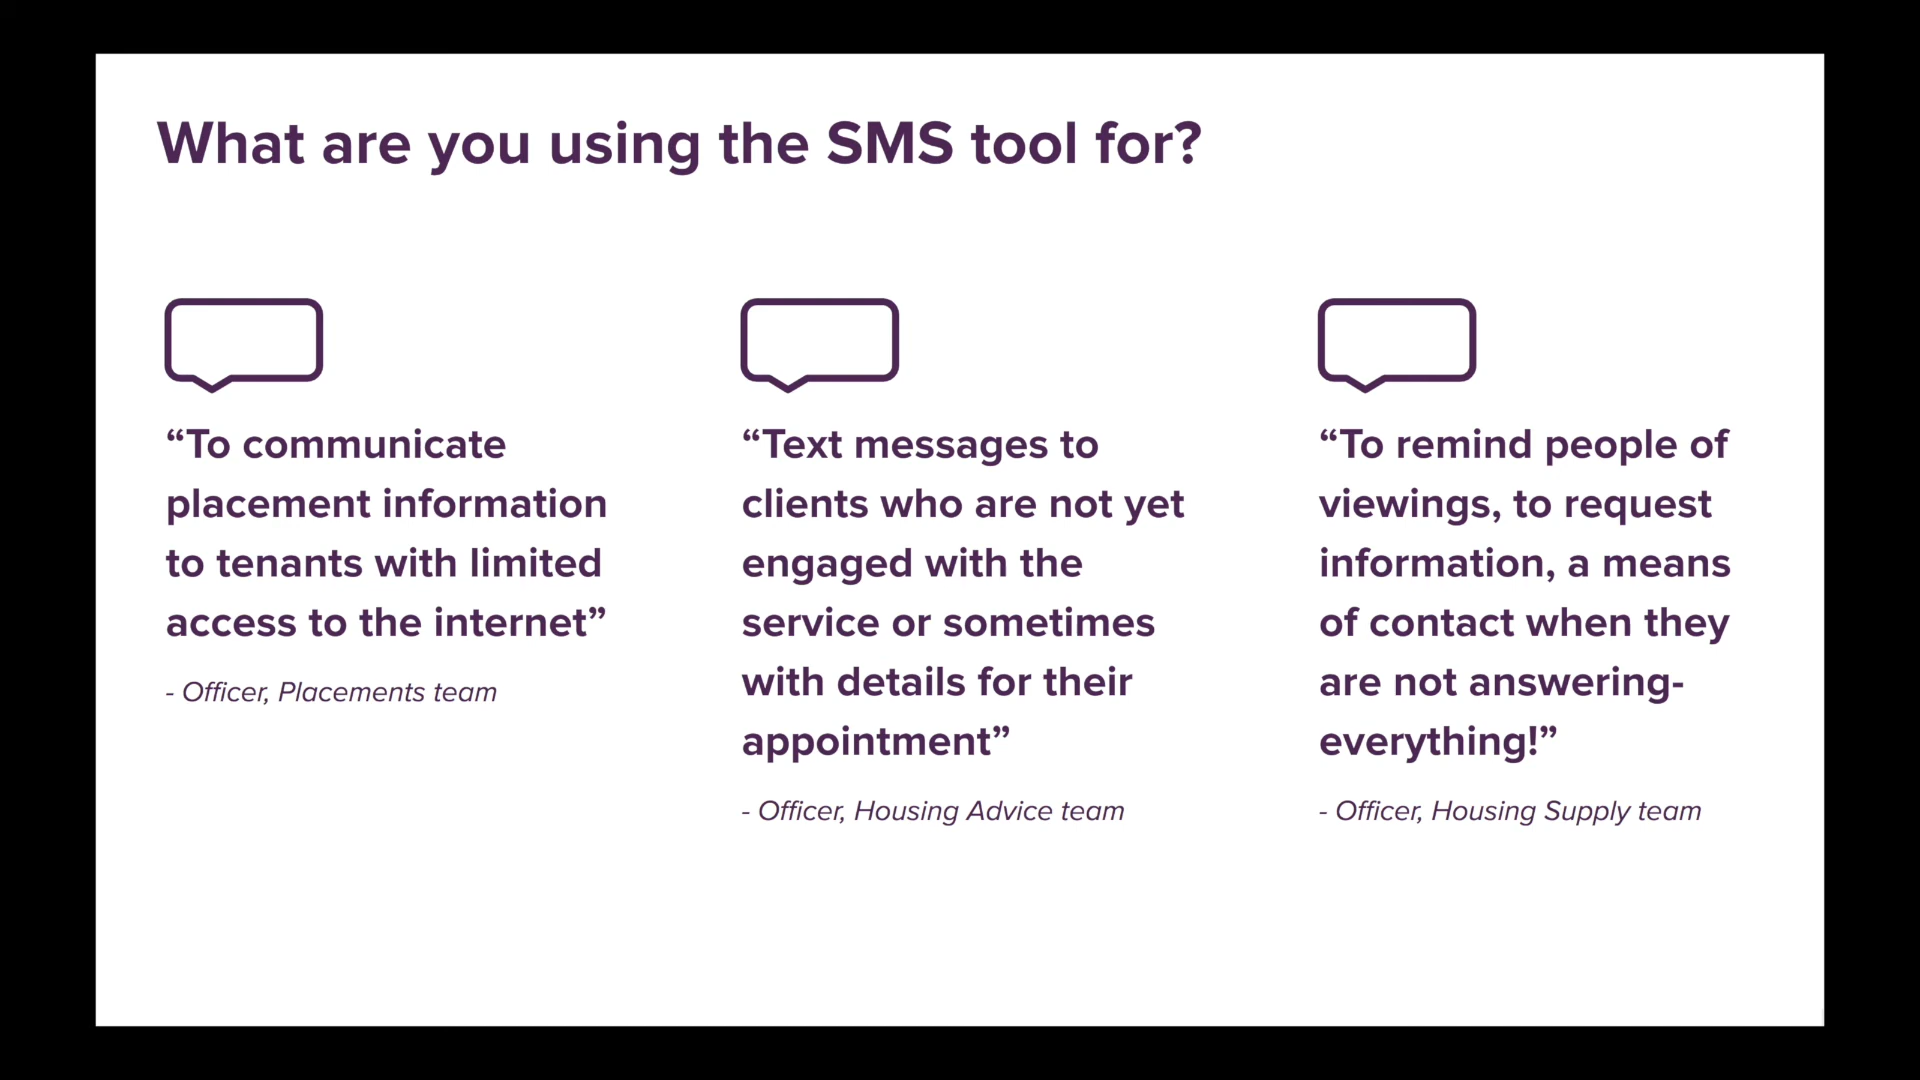 What are you using the SMS tool for?
“To communicate
placement information
to tenants with limited
access to the internet”
- Officer, Placements team
“Text messages to
clients who are not yet
engaged with the
service or sometimes
with details for their
appointment”
- Officer, Housing Advice team
“To remind people of
viewings, to request
information, a means
of contact when they
are not answering-
everything!”
- Officer, Housing Supply team